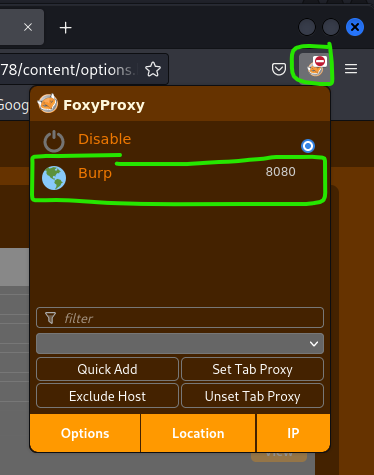 78/content/options.
Goog
FoxyProxy
Disable
Burp 8080
filter
Quick Add Set Tab Proxy
Exclude Host Unset Tab Proxy
View
Options Location IP